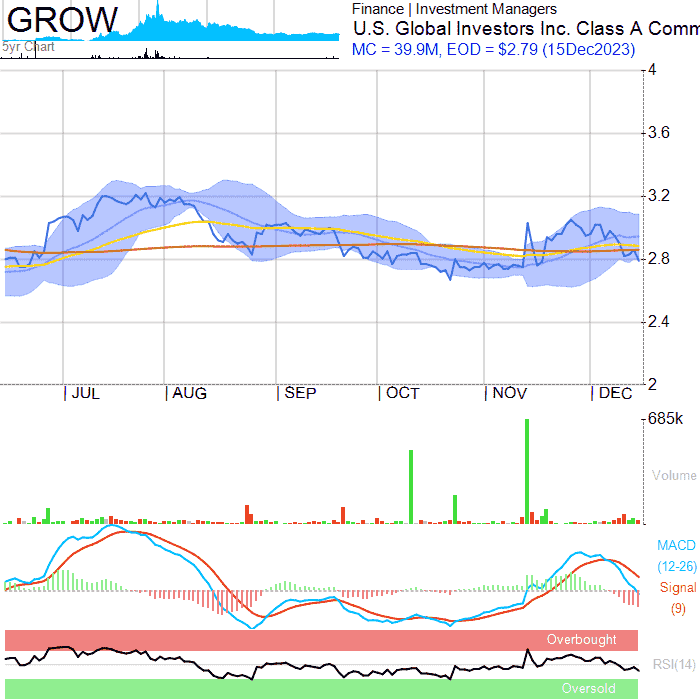 GROW
5yr Chart
Finance | Investment Managers
U.S. Global Investors Inc. Class A Comm
MC = 39.9M, EOD = $2.79 (15Dec2023)
4
3.6
3.2
2.8
2.4
2
JUL AUG SEP OCT NOV DEC
685k
Volume
MACD
(12-26)
Signal
(9)
Overbought
RSI(14)
Oversold